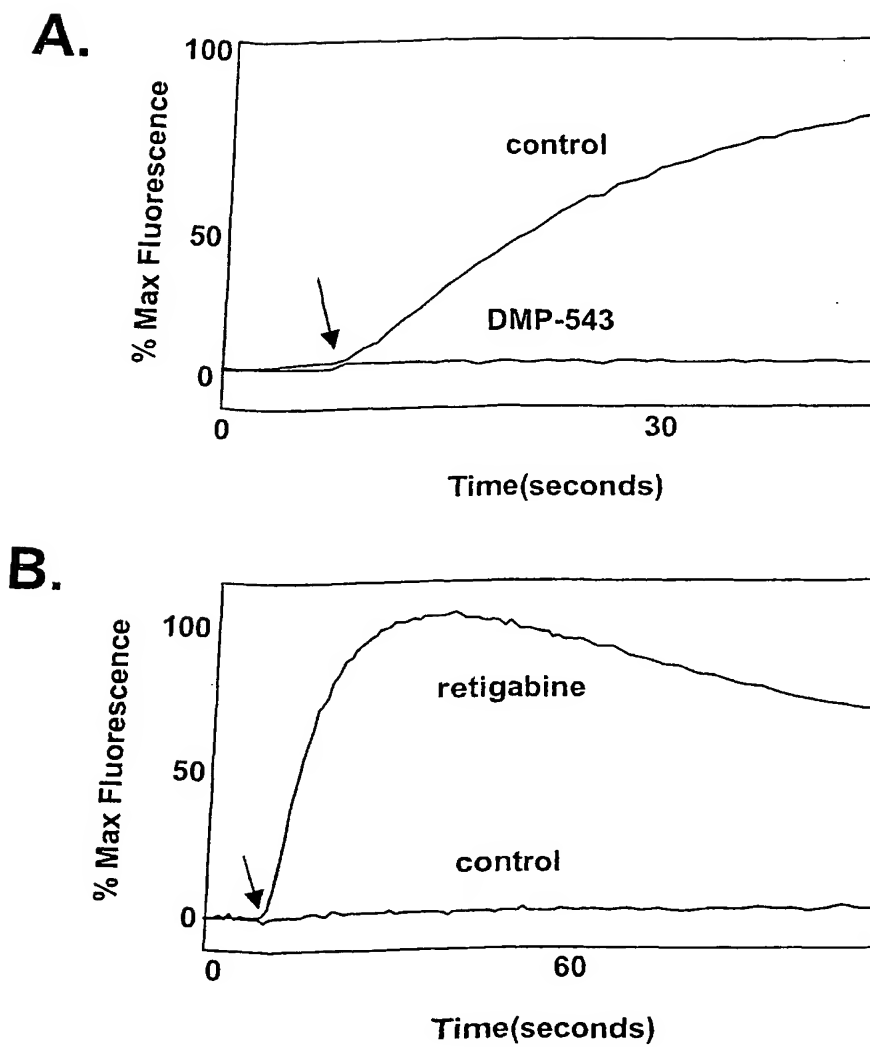 A.
100
% Max Fluorescence
control
50
DMP-543
0
0
30
Time(seconds)
B.
100
% Max Fluorescence
retigabine
50
control
0
0
60
Time(seconds)